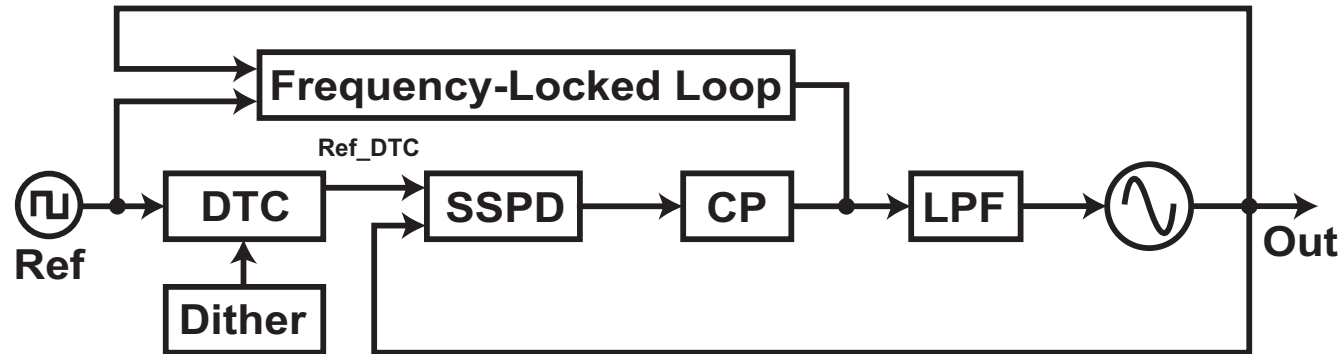 Frequency-Locked Loop
Ref_DTC
DTC
SSPD
CP
LPF
Ref
Out
Dither